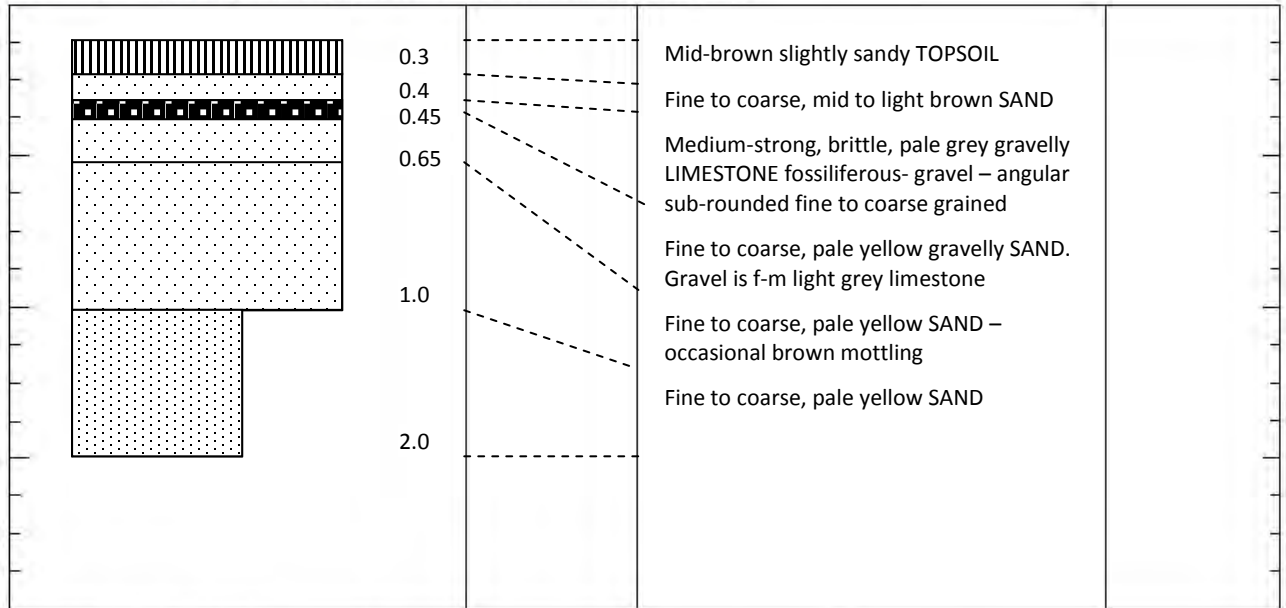 0.3
0.4
0.45
0.65
1.0
2.0
Mid-brown slightly sandy TOPSOIL
Fine to coarse, mid to light brown SAND
Medium-strong, brittle, pale grey gravelly
LIMESTONE fossiliferous- gravel – angular
sub-rounded fine to coarse grained
Fine to coarse, pale yellow gravelly SAND.
Gravel is f-m light grey limestone
Fine to coarse, pale yellow SAND –
occasional brown mottling
Fine to coarse, pale yellow SAND